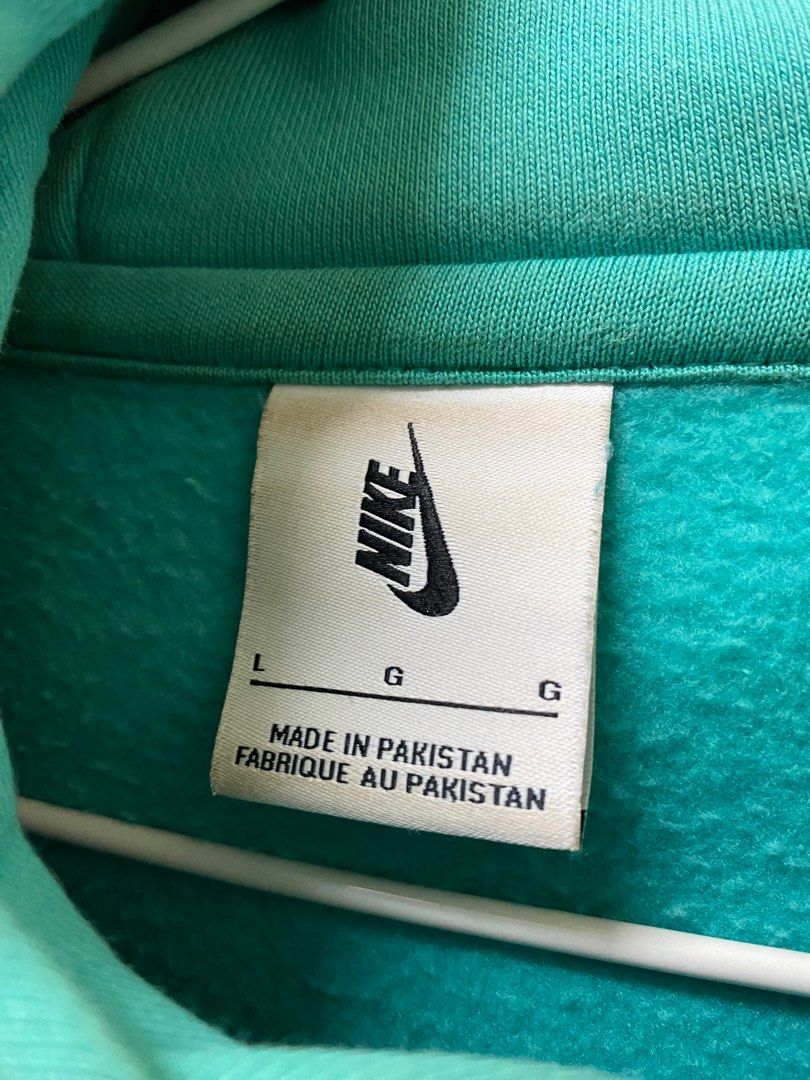 NIKE
L G G
MADE IN PAKISTAN
FABRIQUE AU PAKISTAN